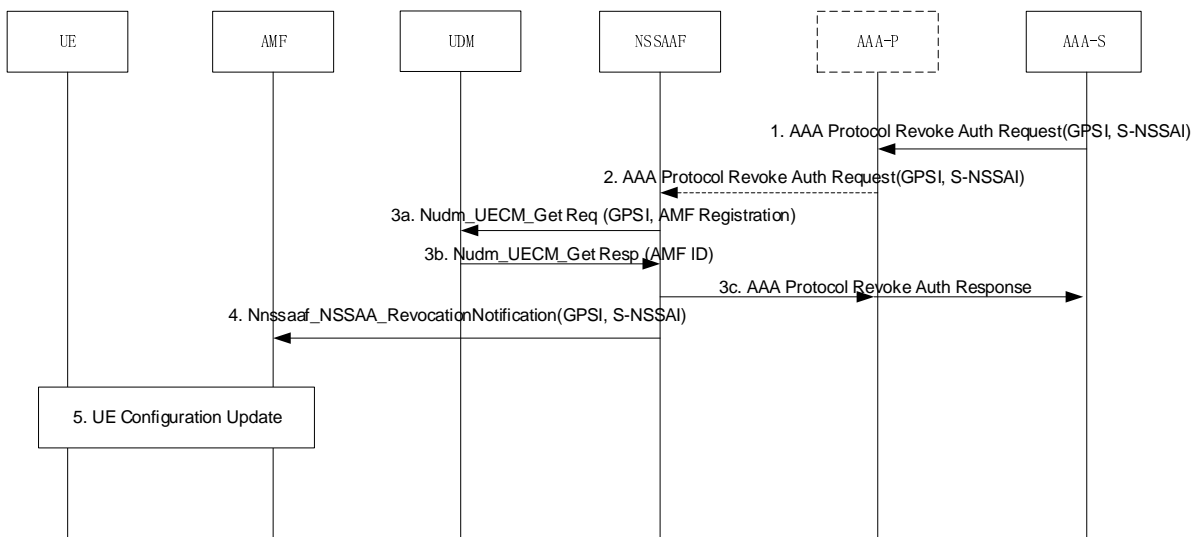 UE
AMF
UDM
NSSAAF
AAA-P
AAA-S
1. AAA Protocol Revoke Auth Request(GPSI, S-NSSAI)
2. AAA Protocol Revoke Auth Request(GPSI, S-NSSAI)
3a. Nudm_UECM_Get Req (GPSI, AMF Registration)
3b. Nudm_UECM_Get Resp (AMF ID)
3c. AAA Protocol Revoke Auth Response
4. Nnssaaf_NSSAA_RevocationNotification(GPSI, S-NSSAI)
5. UE Configuration Update